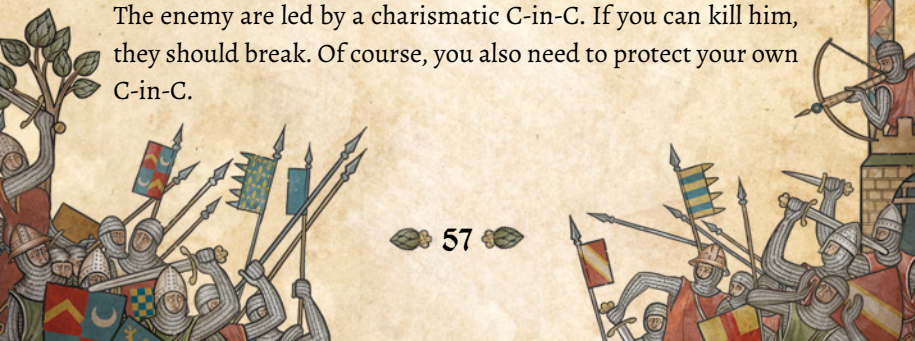 The enemy are led by a charismatic C-in-C. If you can kill him,
they should break. Of course, you also need to protect your own
C-in-C.
57